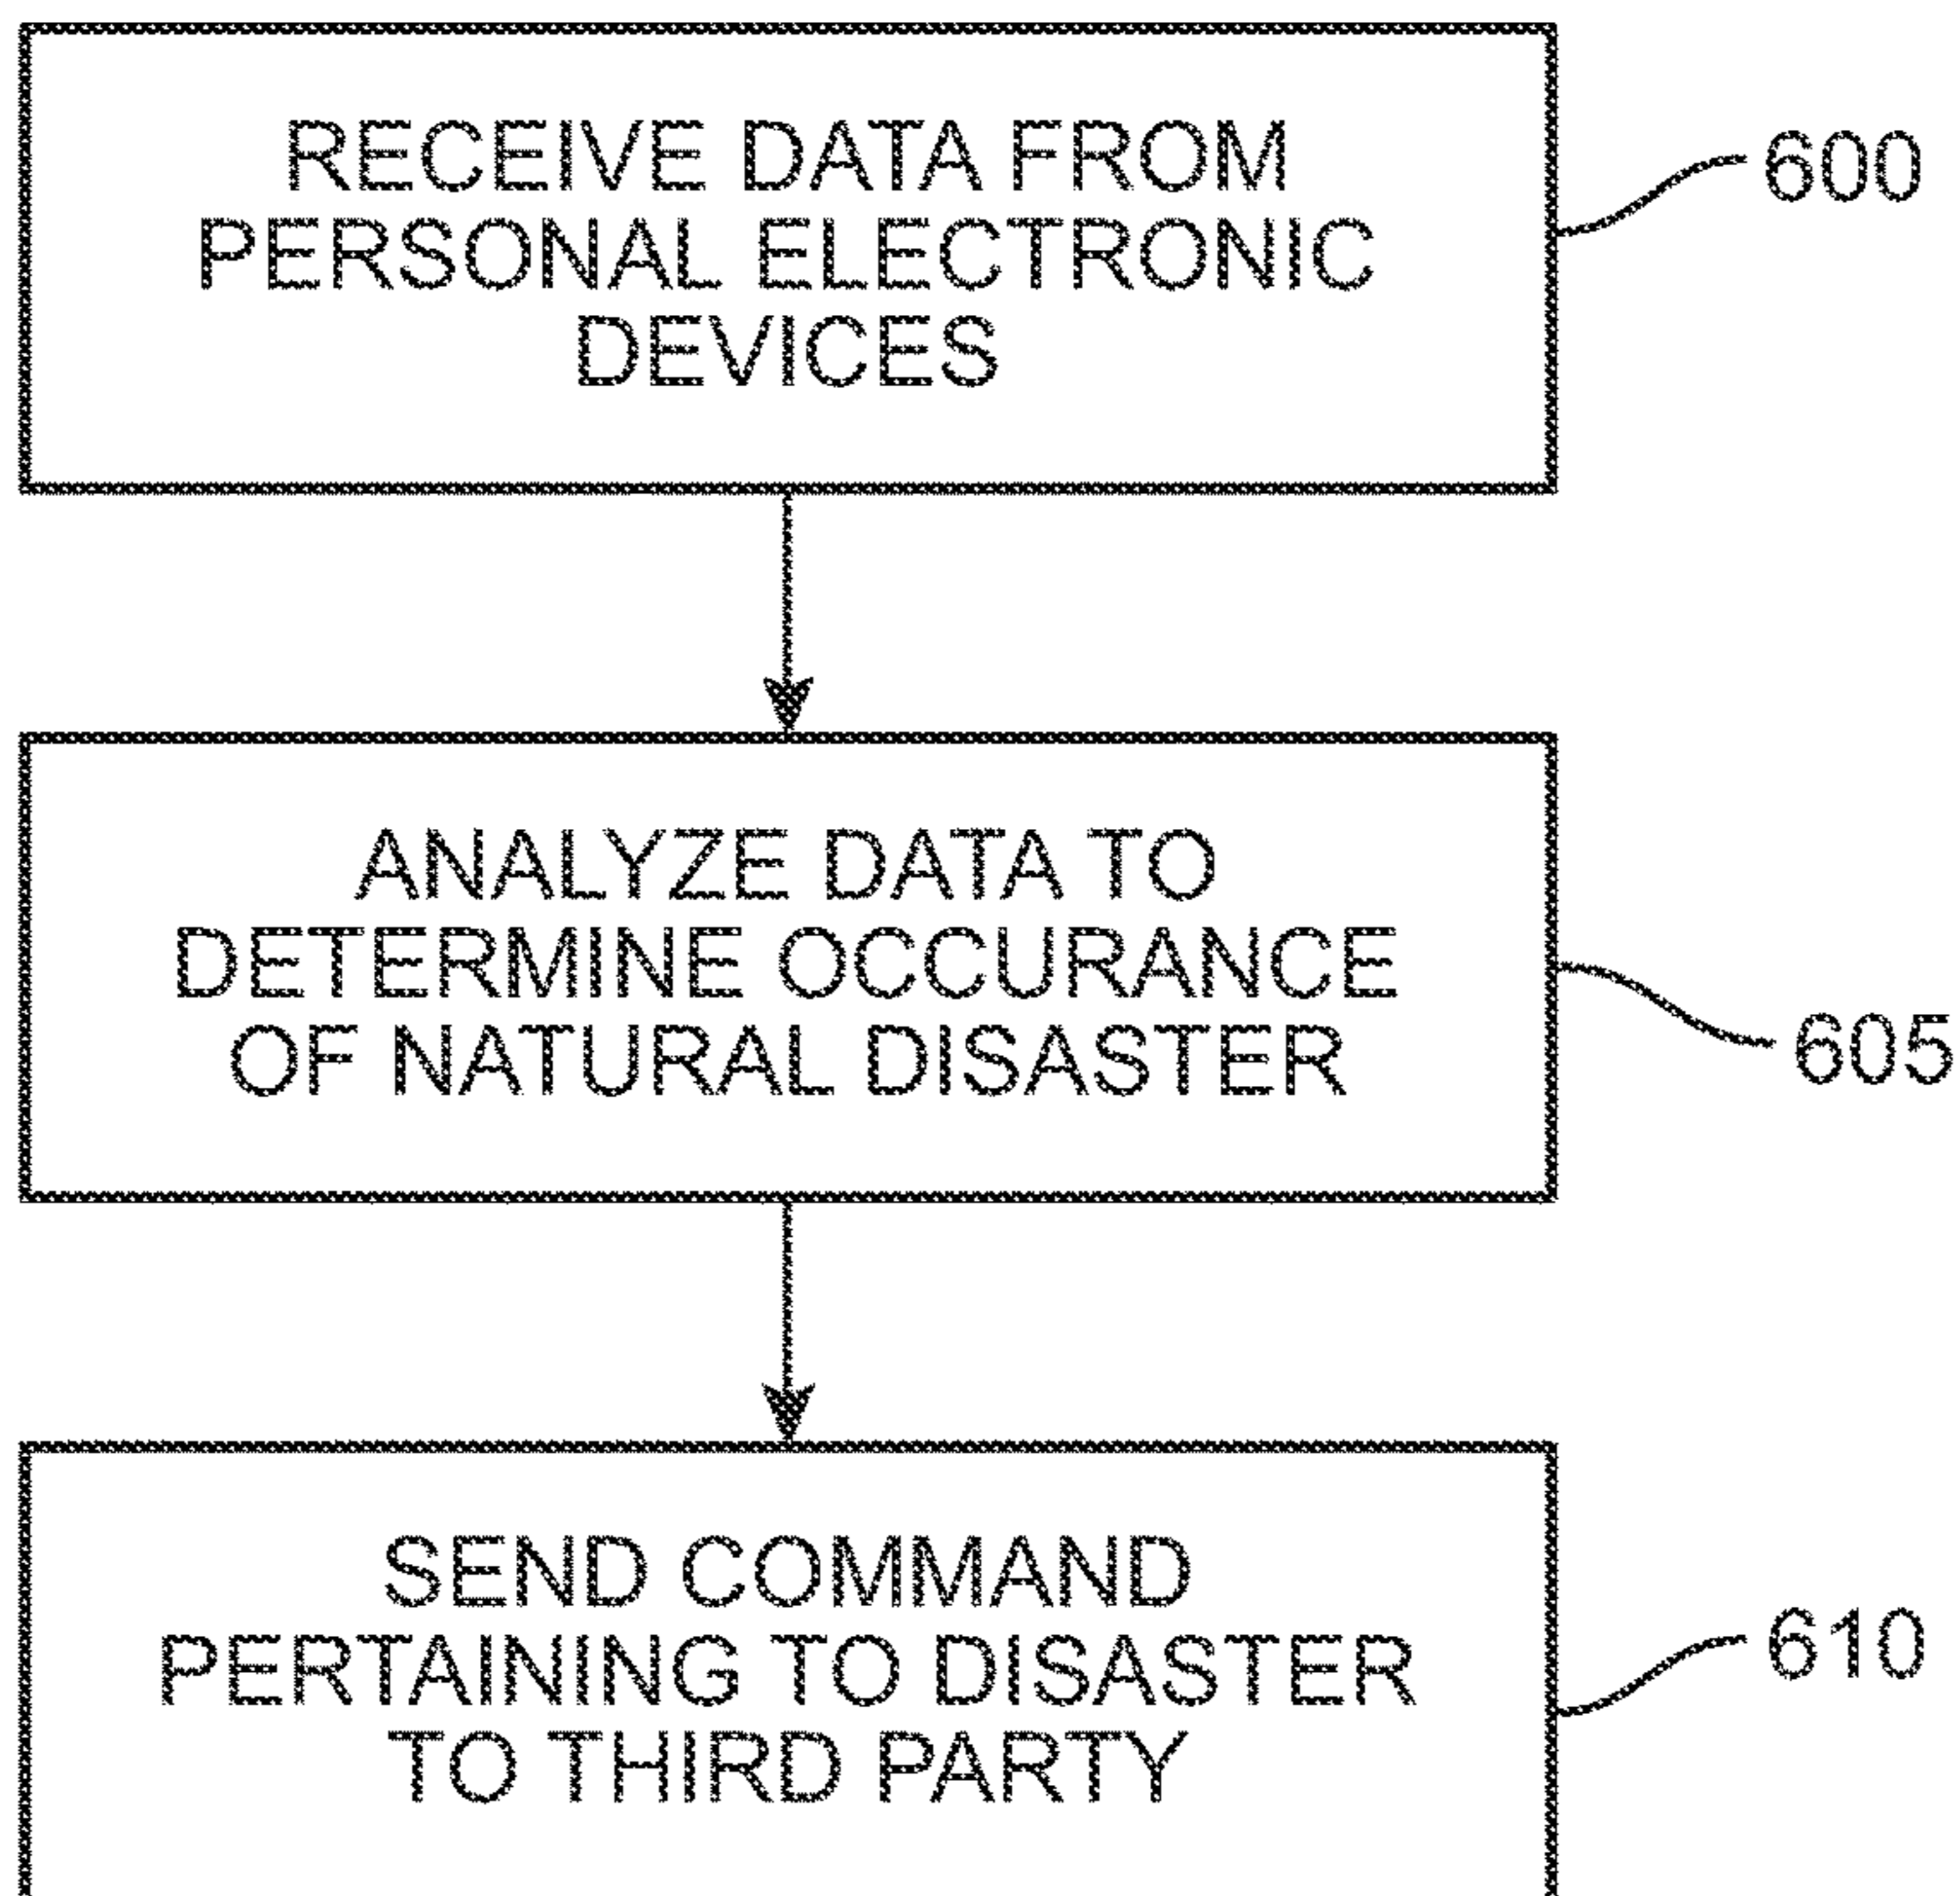 RECEIVE DATA FROM
PERSONAL ELECTRONIC
DEVICES
600
ANALYZE DATA TO
DETERMINE OCCURANCE
OF NATURAL DISASTER
605
SEND COMMAND
PERTAINING TO DISASTER
TO THIRD PARTY
610